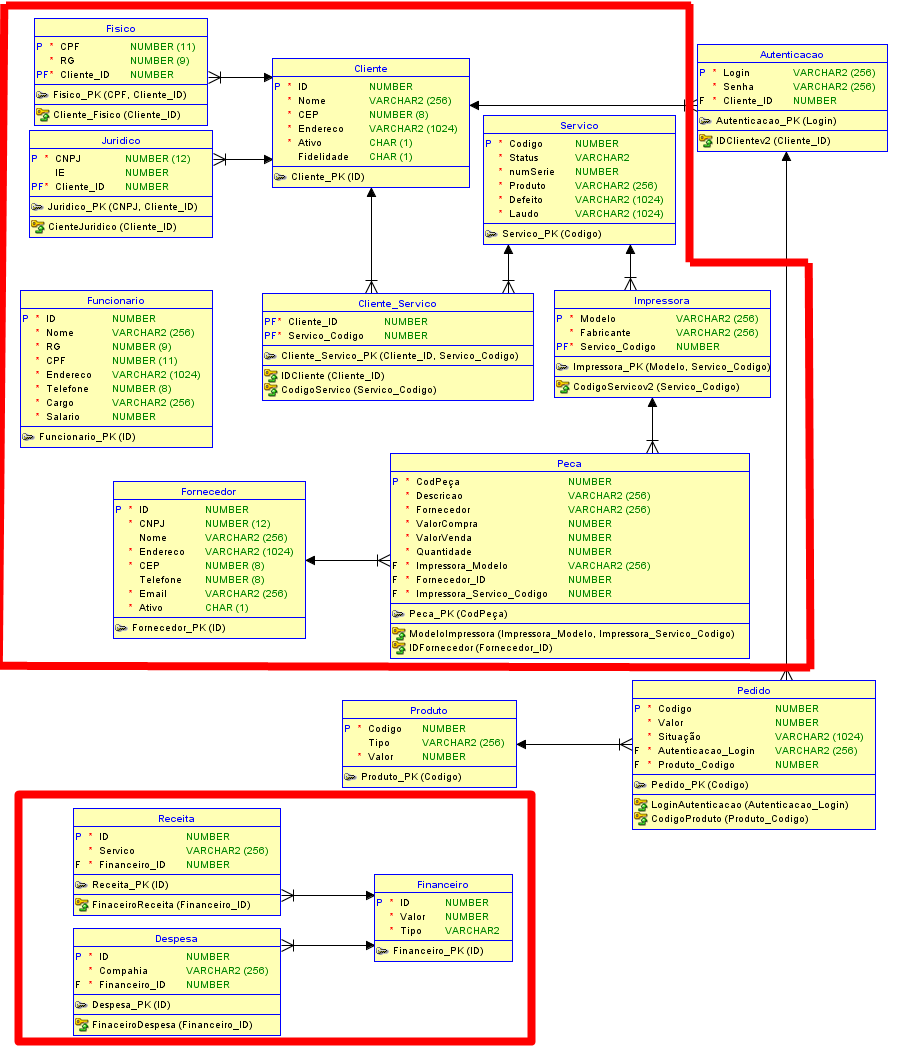 Fisico
P * CPF NUMBER (11)
* RG NUMBER (9)
PF* Cliente_ID NUMBER
Fisico_PK (CPF, Cliente_ID)
Cliente_Fisico (Cliente_ID)
Juridico
P * CNPJ NUMBER (12)
IE NUMBER
PF* Cliente_ID NUMBER
Juridico_PK (CNPJ, Cliente_ID)
CienteJuridico (Cliente_ID)
Cliente
P * ID NUMBER
* Nome VARCHAR2 (256)
* CEP NUMBER (8)
* Endereco VARCHAR2 (1024)
* Ativo CHAR (1)
Fidelidade CHAR (1)
Cliente_PK (ID)
Autenticacao
P * Login VARCHAR2 (256)
* Senha VARCHAR2 (256)
F * Cliente_ID NUMBER
Autenticacao_PK (Login)
IDClientev2 (Cliente_ID)
Servico
P * Codigo NUMBER
* Status VARCHAR2
* numSerie NUMBER
* Produto VARCHAR2 (256)
* Defeito VARCHAR2 (1024)
* Laudo VARCHAR2 (1024)
Servico_PK (Codigo)
Funcionario
P * ID NUMBER
* Nome VARCHAR2 (256)
* RG NUMBER (9)
* CPF NUMBER (11)
* Endereco VARCHAR2 (1024)
* Telefone NUMBER (8)
* Cargo VARCHAR2 (256)
* Salario NUMBER
Funcionario_PK (ID)
Cliente_Servico
PF* Cliente_ID NUMBER
PF* Servico_Codigo NUMBER
Cliente_Servico_PK (Cliente_ID, Servico_Codigo)
IDCliente (Cliente_ID)
CodigoServico (Servico_Codigo)
Impressora
P * Modelo VARCHAR2 (256)
* Fabricante VARCHAR2 (256)
PF* Servico_Codigo NUMBER
Impressora_PK (Modelo, Servico_Codigo)
CodigoServicov2 (Servico_Codigo)
Fornecedor
P * ID NUMBER
* CNPJ NUMBER (12)
Nome VARCHAR2 (256)
* Endereco VARCHAR2 (1024)
* CEP NUMBER (8)
Telefone NUMBER (8)
* Email VARCHAR2 (256)
* Ativo CHAR (1)
Fornecedor_PK (ID)
Peca
P * CodPeça NUMBER
* Descricao VARCHAR2 (256)
* Fornecedor VARCHAR2 (256)
* ValorCompra NUMBER
* ValorVenda NUMBER
* Quantidade NUMBER
F * Impressora_Modelo VARCHAR2 (256)
F * Fornecedor_ID NUMBER
F * Impressora_Servico_Codigo NUMBER
Peca_PK (CodPeça)
ModeloImpressora (Impressora_Modelo, Impressora_Servico_Codigo)
IDFornecedor (Fornecedor_ID)
Produto
P * Codigo NUMBER
Tipo VARCHAR2 (256)
* Valor NUMBER
Produto_PK (Codigo)
Pedido
P * Codigo NUMBER
* Valor NUMBER
* Situação VARCHAR2 (1024)
F * Autenticacao_Login VARCHAR2 (256)
F * Produto_Codigo NUMBER
Pedido_PK (Codigo)
LoginAutenticacao (Autenticacao_Login)
CodigoProduto (Produto_Codigo)
Receita
P * ID NUMBER
* Servico VARCHAR2 (256)
F * Financeiro_ID NUMBER
Receita_PK (ID)
FinaceiroReceita (Financeiro_ID)
Financeiro
P * ID NUMBER
* Valor NUMBER
* Tipo VARCHAR2
Financeiro_PK (ID)
Despesa
P * ID NUMBER
* Compahia VARCHAR2 (256)
F * Financeiro_ID NUMBER
Despesa_PK (ID)
FinaceiroDespesa (Financeiro_ID)